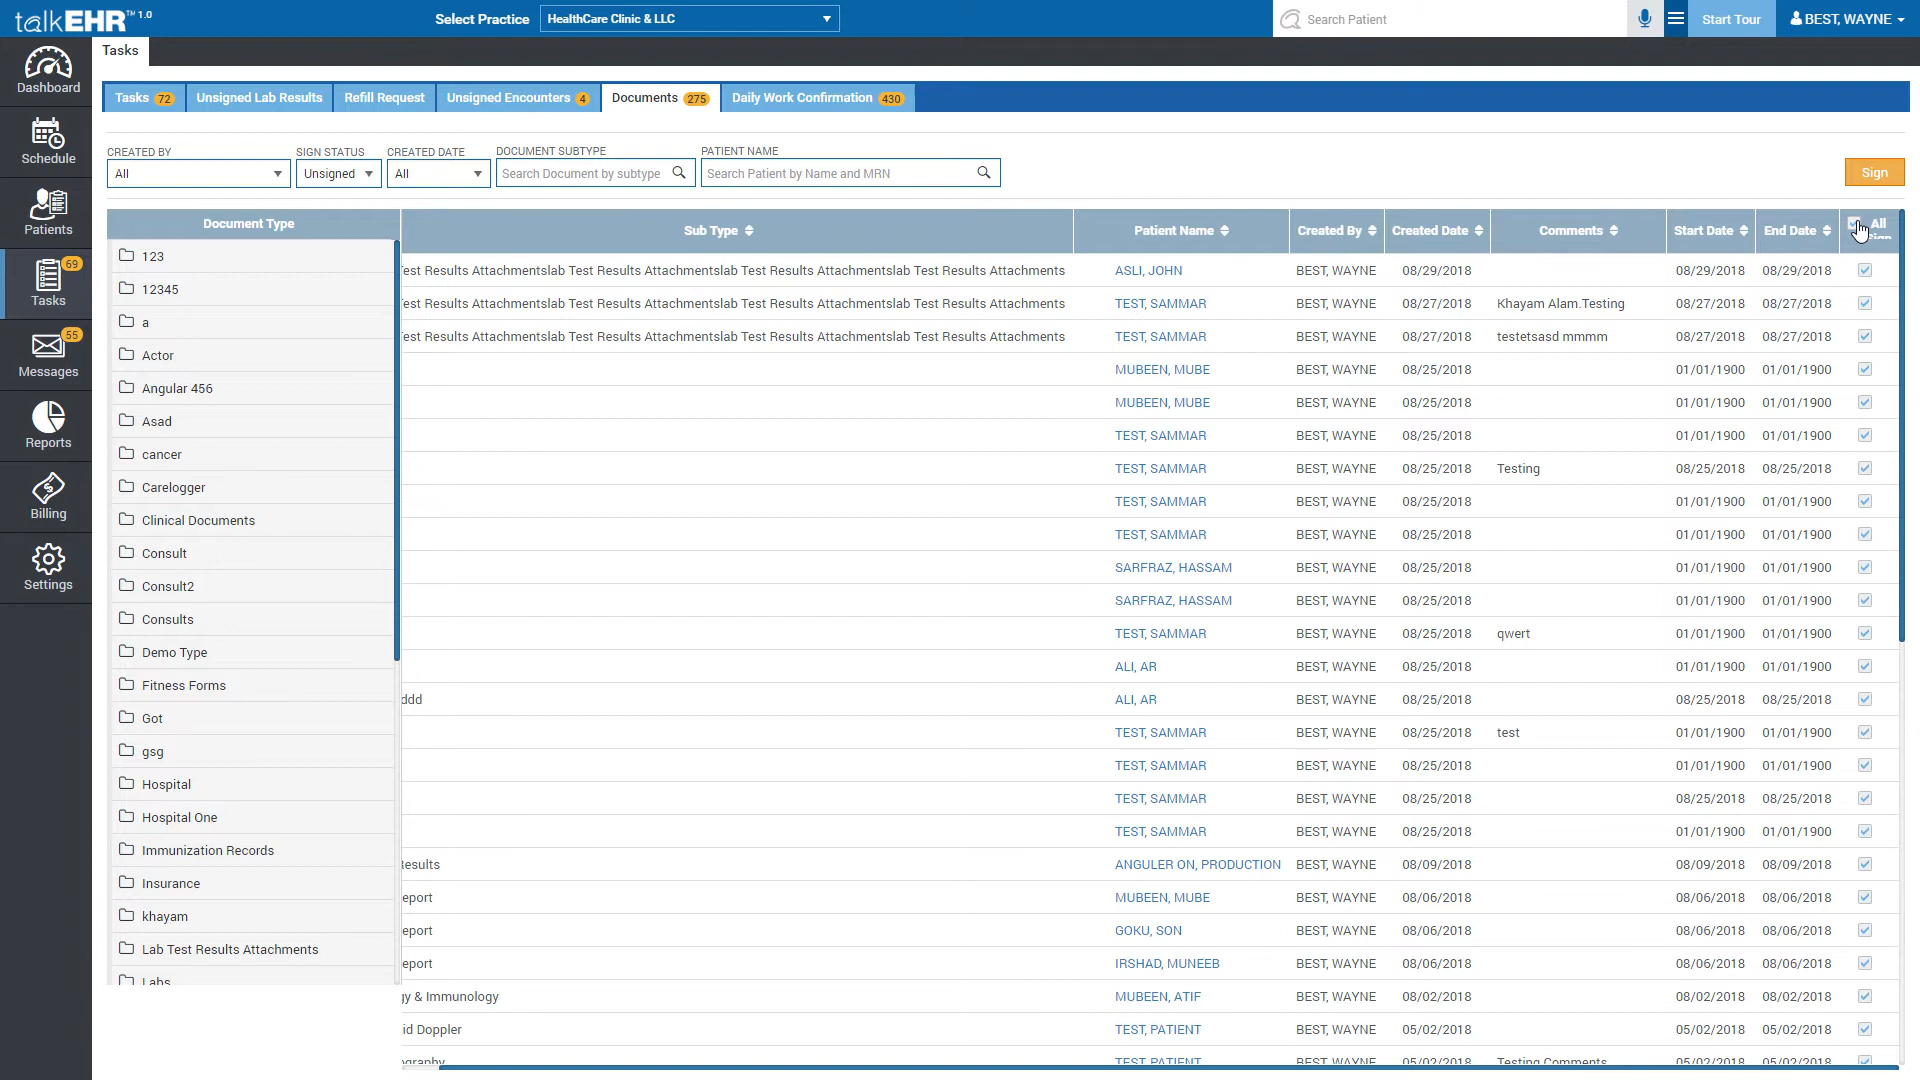 talkEHR™ 1.0
Select Practice
HealthCare Clinic & LLC
Search Patient
Start Tour
BEST, WAYNE
Dashboard
Schedule
Patients
69
Tasks
55
Messages
Reports
Billing
Settings
Tasks
Tasks 72
Unsigned Lab Results
Refill Request
Unsigned Encounters 4
Documents 275
Daily Work Confirmation 430
CREATED BY
All
SIGN STATUS
Unsigned
CREATED DATE
All
DOCUMENT SUBTYPE
Search Document by subtype
PATIENT NAME
Search Patient by Name and MRN
Sign
Document Type
123
12345
a
Actor
Angular 456
Asad
cancer
Carelogger
Clinical Documents
Consult
Consult2
Consults
Demo Type
Fitness Forms
Got
gsg
Hospital
Hospital One
Immunization Records
Insurance
khayam
Lab Test Results Attachments
Labs
Sub Type Patient Name Created By Created Date Comments Start Date End Date All Sign
Test Results Attachmentslab Test Results Attachmentslab Test Results Attachmentslab Test Results Attachments ASLI, JOHN BEST, WAYNE 08/29/2018 08/29/2018 08/29/2018
Test Results Attachmentslab Test Results Attachmentslab Test Results Attachmentslab Test Results Attachments TEST, SAMMAR BEST, WAYNE 08/27/2018 Khayam Alam.Testing 08/27/2018 08/27/2018
Test Results Attachmentslab Test Results Attachmentslab Test Results Attachmentslab Test Results Attachments TEST, SAMMAR BEST, WAYNE 08/27/2018 testetsasd mmmm 08/27/2018 08/27/2018
MUBEEN, MUBE BEST, WAYNE 08/25/2018 01/01/1900 01/01/1900
MUBEEN, MUBE BEST, WAYNE 08/25/2018 01/01/1900 01/01/1900
TEST, SAMMAR BEST, WAYNE 08/25/2018 01/01/1900 01/01/1900
TEST, SAMMAR BEST, WAYNE 08/25/2018 Testing 08/25/2018 08/25/2018
TEST, SAMMAR BEST, WAYNE 08/25/2018 01/01/1900 01/01/1900
TEST, SAMMAR BEST, WAYNE 08/25/2018 01/01/1900 01/01/1900
SARFRAZ, HASSAM BEST, WAYNE 08/25/2018 01/01/1900 01/01/1900
SARFRAZ, HASSAM BEST, WAYNE 08/25/2018 01/01/1900 01/01/1900
TEST, SAMMAR BEST, WAYNE 08/25/2018 qwert 01/01/1900 01/01/1900
ALI, AR BEST, WAYNE 08/25/2018 01/01/1900 01/01/1900
ddd ALI, AR BEST, WAYNE 08/25/2018 08/25/2018 08/25/2018
TEST, SAMMAR BEST, WAYNE 08/25/2018 test 01/01/1900 01/01/1900
TEST, SAMMAR BEST, WAYNE 08/25/2018 01/01/1900 01/01/1900
TEST, SAMMAR BEST, WAYNE 08/25/2018 08/25/2018 08/25/2018
TEST, SAMMAR BEST, WAYNE 08/25/2018 01/01/1900 01/01/1900
Results ANGULER ON, PRODUCTION BEST, WAYNE 08/09/2018 08/09/2018 08/09/2018
eport MUBEEN, MUBE BEST, WAYNE 08/06/2018 08/06/2018 08/06/2018
eport GOKU, SON BEST, WAYNE 08/06/2018 08/06/2018 08/06/2018
eport IRSHAD, MUNEEB BEST, WAYNE 08/06/2018 08/06/2018 08/06/2018
gy & Immunology MUBEEN, ATIF BEST, WAYNE 08/02/2018 08/02/2018 08/02/2018
id Doppler TEST, PATIENT BEST, WAYNE 05/02/2018 05/02/2018 05/02/2018
ography TEST, PATIENT BEST, WAYNE 05/02/2018 Testing Comments 05/02/2018 05/02/2018